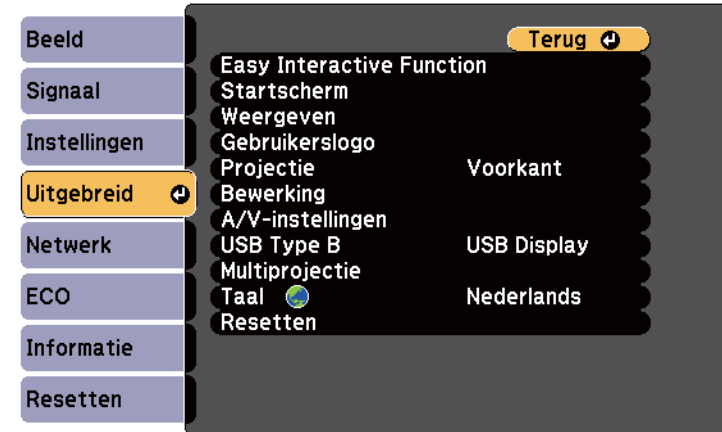 Beeld
Signaal
Instellingen
Uitgebreid
Netwerk
ECO
Informatie
Resetten
Terug
Easy Interactive Function
Startscherm
Weergeven
Gebruikerslogo
Projectie Voorkant
Bewerking
A/V-instellingen
USB Type B USB Display
Multiprojectie
Taal Nederlands
Resetten